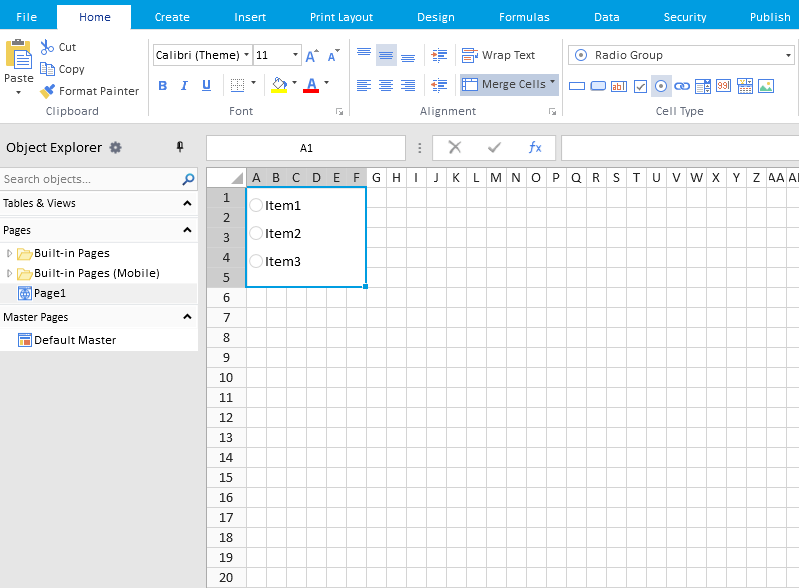 File Home Create Insert Print Layout Design Formulas Data Security Publish
Paste
Cut
Copy
Format Painter
Clipboard
Calibri (Theme) 11 A A
B I U A
Font
Wrap Text
Merge Cells
Alignment
Radio Group
ab 99
Cell Type
Object Explorer
A1
fx
Search objects...
Tables & Views
Pages
Built-in Pages
Built-in Pages (Mobile)
Page1
Master Pages
Default Master
A B C D E F G H I J K L M N O P Q R S T U V W X Y Z AA
1 Item1
2 Item2
3
4 Item3
5
6
7
8
9
10
11
12
13
14
15
16
17
18
19
20